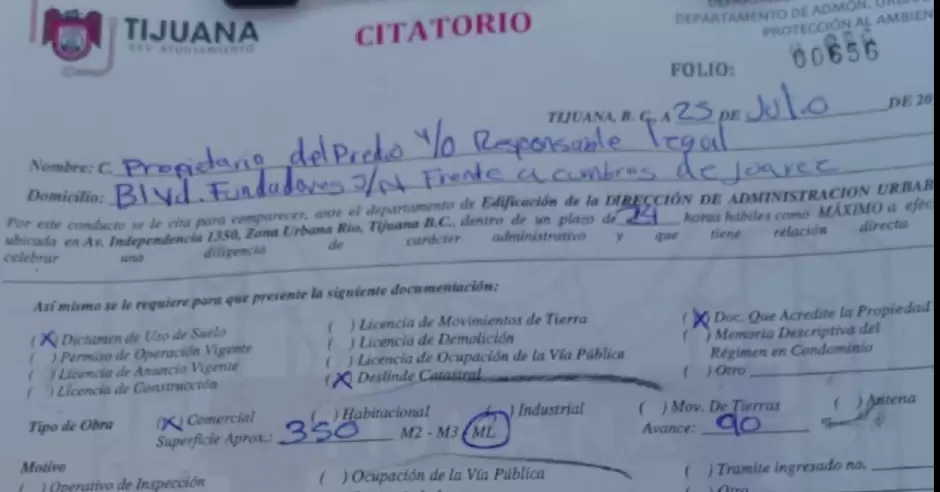 TIJUANA
XXV AYUNTAMIENTO
CITATORIO
DEPARTAMENTO DE ADMÓN. URB
PROTECCIÓN AL AMBIEN
FOLIO: 00656
TIJUANA, B. C. A 25 DE Julio DE 20
Nombre: C. Propietario del Predio y/o Responsable legal
Domicilio: Blvd. Fundadores s/n Frente a cumbres de Juarez
Por este conducto se le cita para comparecer, ante el departamento de Edificación de la DIRECCIÓN DE ADMINISTRACION URBA
ubicada en Av. Independencia 1350, Zona Urbana Rio, Tijuana B.C., dentro de un plazo de 24 horas hábiles como MÁXIMO a efec
celebrar una diligencia de carácter administrativo y que tiene relación directa
Así mismo se le requiere para que presente la siguiente documentación:
(X) Dictamen de Uso de Suelo ( ) Licencia de Movimientos de Tierra (X) Doc. Que Acredite la Propiedad
( ) Permiso de Operación Vigente ( ) Licencia de Demolición ( ) Memoria Descriptiva del
( ) Licencia de Anuncio Vigente ( ) Licencia de Ocupación de la Vía Pública Régimen en Condominio
( ) Licencia de Construcción (X) Deslinde Catastral ( ) Otro
Tipo de Obra (X) Comercial ( ) Habitacional ( ) Industrial ( ) Mov. De Tierras ( ) Antena
Superficie Aprox.: 350 M2 - M3 ML Avance: 90 %
Motivo
( ) Operativo de Inspección ( ) Ocupación de la Vía Pública ( ) Tramite ingresado no.
( ) Otro